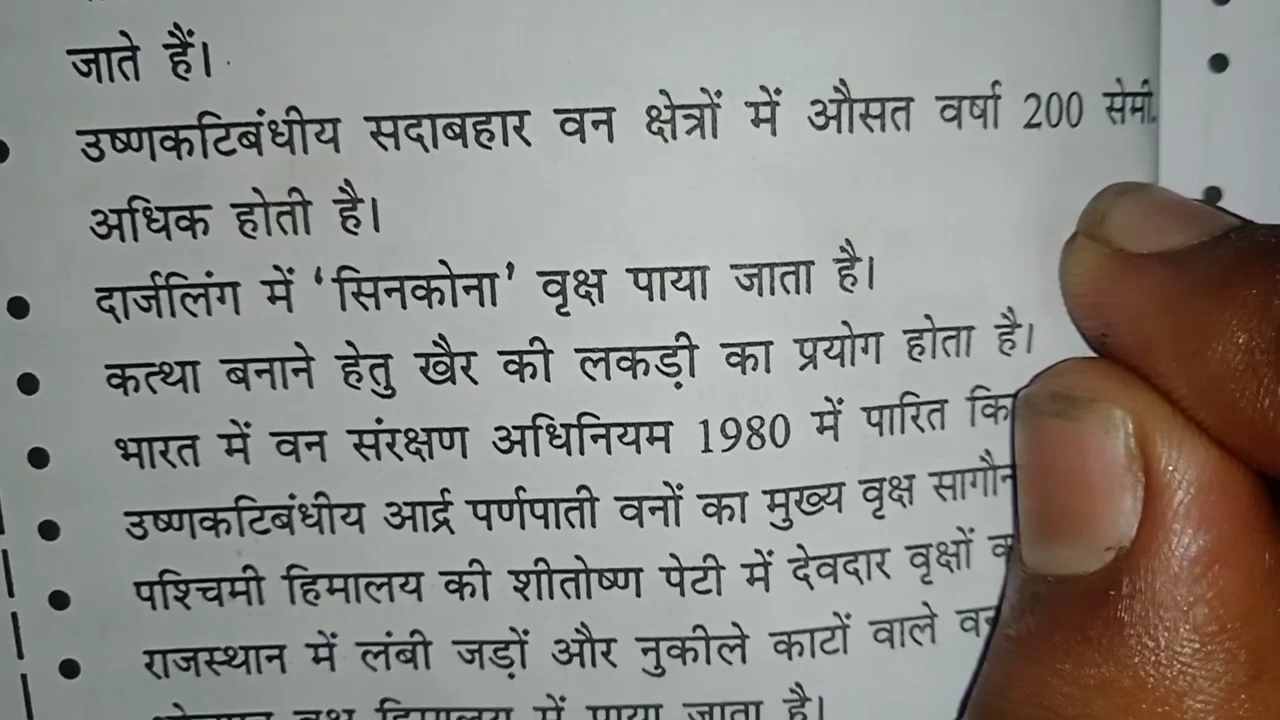 जाते हैं।
उष्णकटिबंधीय सदाबहार वन क्षेत्रों में औसत वर्षा 200 सेमी.
अधिक होती है।
दार्जलिंग में ‘सिनकोना’ वृक्ष पाया जाता है।
कत्था बनाने हेतु खैर की लकड़ी का प्रयोग होता है।
भारत में वन संरक्षण अधिनियम 1980 में पारित
उष्णकटिबंधीय आर्द्र पर्णपाती वनों का मुख्य वृक्ष
पश्चिमी हिमालय की शीतोष्ण पेटी में देवदार वृक्षों
राजस्थान में लंबी जड़ों और नुकीले काटों वाले
हिमालय में पाया जाता है।